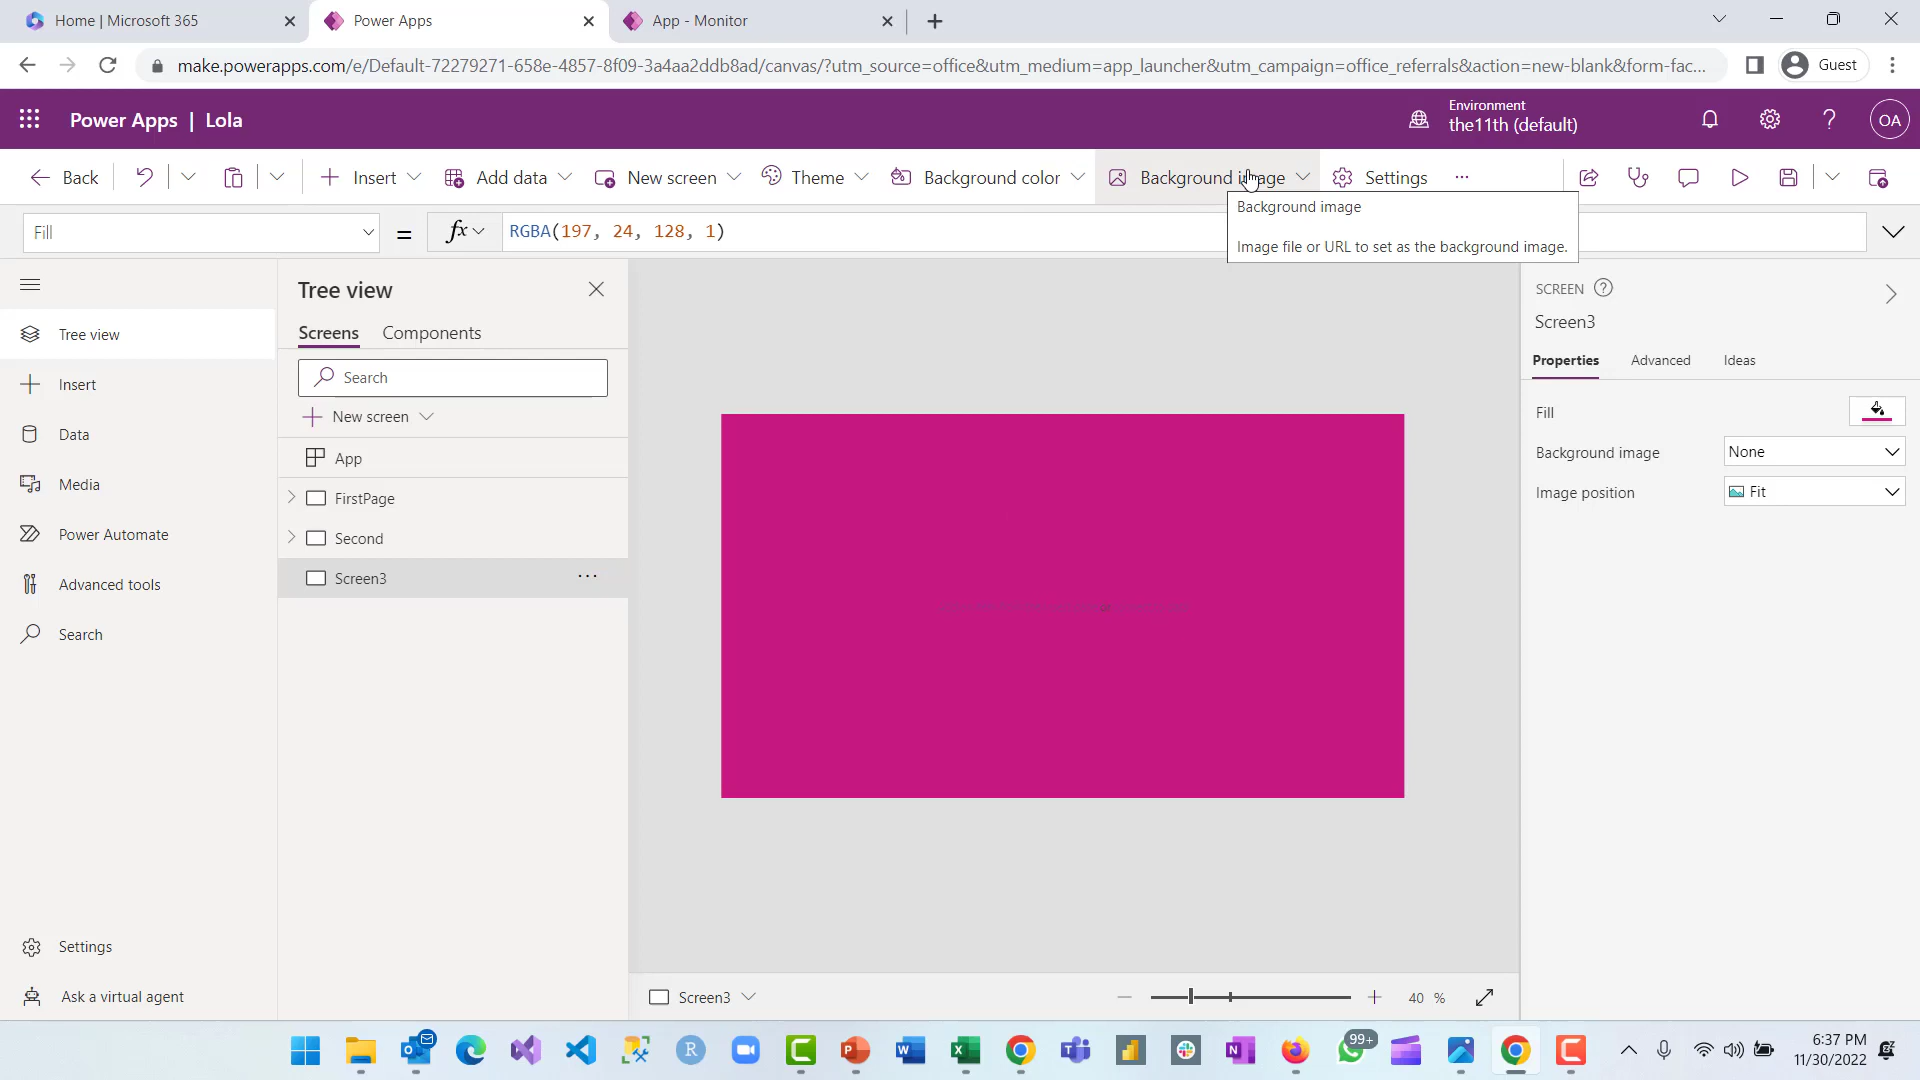 Home | Microsoft 365
Power Apps
App - Monitor
make.powerapps.com/e/Default-72279271-658e-4857-8f09-3a4aa2ddb8ad/canvas/?utm_source=office&utm_medium=app_launcher&utm_campaign=office_referrals&action=new-blank&form-fac...
Guest
Power Apps | Lola
Environment
the11th (default)
OA
Back
Insert
Add data
New screen
Theme
Background color
Background image
Settings
Fill
=
fx
RGBA(197, 24, 128, 1)
Background image
Image file or URL to set as the background image.
Tree view
Insert
Data
Media
Power Automate
Advanced tools
Search
Settings
Ask a virtual agent
Tree view
Screens
Components
Search
New screen
App
FirstPage
Second
Screen3
SCREEN
Screen3
Properties
Advanced
Ideas
Fill
Background image
None
Image position
Fit
Screen3
40 %
99+
6:37 PM
11/30/2022